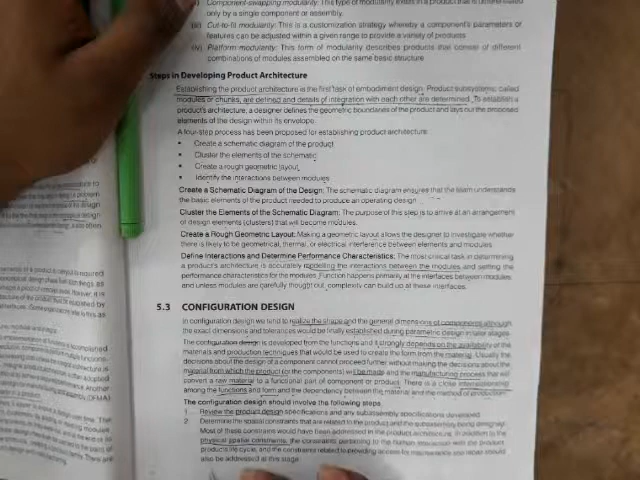 Component-swapping modularity: This type of modularity exists in a product that is differentiated
only by a single component or assembly.
(iii) Cut-to-fit modularity: This is a customization strategy whereby a component's parameters or
features can be adjusted within a given range to provide a variety of products
(iv) Platform modularity: This form of modularity describes products that consist of different
combinations of modules assembled on the same basic structure
Steps in Developing Product Architecture
Establishing the product architecture is the first task of embodiment design. Product subsystems, called
modules or chunks, are defined and details of integration with each other are determined. To establish a
product's architecture, a designer defines the geometric boundaries of the product and lays out the proposed
elements of the design within its envelope.
A four-step process has been proposed for establishing product architecture:
• Create a schematic diagram of the product
• Cluster the elements of the schematic
• Create a rough geometric layout
• Identify the interactions between modules
Create a Schematic Diagram of the Design: The schematic diagram ensures that the team understands
the basic elements of the product needed to produce an operating design
Cluster the Elements of the Schematic Diagram: The purpose of this step is to arrive at an arrangement
of design elements (clusters) that will become modules.
Create a Rough Geometric Layout: Making a geometric layout allows the designer to investigate whether
there is likely to be geometrical, thermal, or electrical interference between elements and modules.
Define Interactions and Determine Performance Characteristics: The most critical task in determining
a product's architecture is accurately modelling the interactions between the modules and setting the
performance characteristics for the modules. Function happens primarily at the interfaces between modules
and unless modules are carefully thought out, complexity can build up at these interfaces.
5.3 CONFIGURATION DESIGN
In configuration design we tend to realize the shape and the general dimensions of components although
the exact dimensions and tolerances would be finally established during parametric design in later stages.
The configuration design is developed from the functions and it strongly depends on the availability of the
materials and production techniques that would be used to create the form from the material. Usually the
decisions about the design of a component cannot proceed further without making the decisions about the
material from which the product (or the components) will be made and the manufacturing process that will
convert a raw material to a functional part of component or product. There is a close interrelationship
among the functions and form and the dependency between the material and the method of production.
The configuration design should involve the following steps
1 Review the product design specifications and any subassembly specifications developed
2 Determine the spatial constraints that are related to the product and the subassembly being designed.
Most of these constraints would have been addressed in the product architecture. In addition to the
physical spatial constraints, the constraints pertaining to the human interaction with the product,
products life cycle, and the constraints related to providing access for maintenance and repair should
also be addressed at this stage.